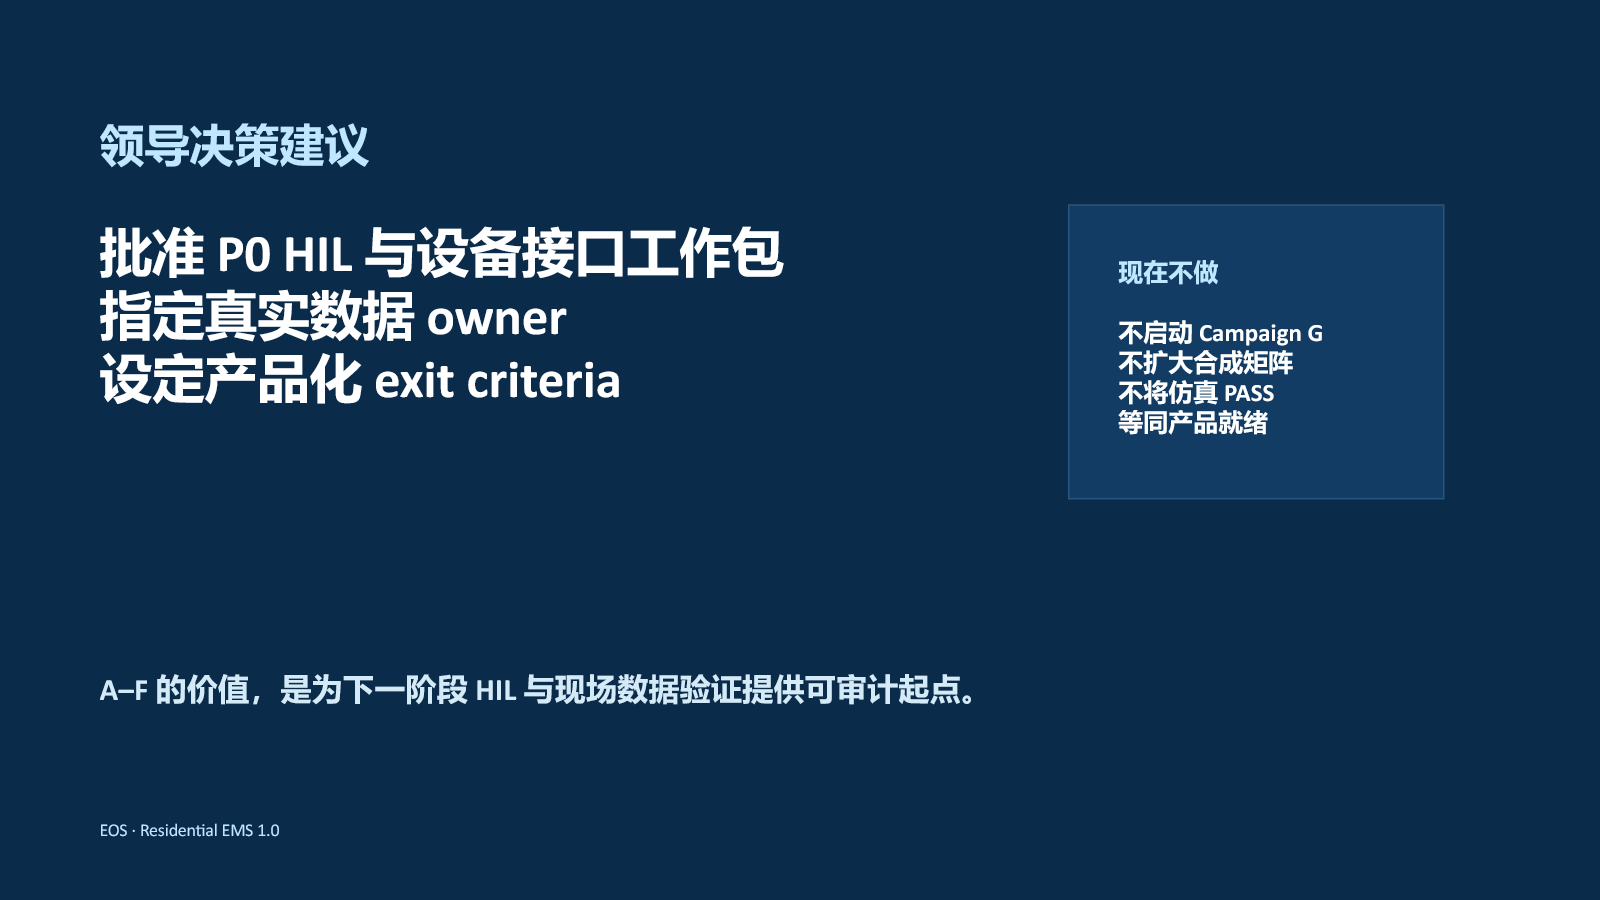 领导决策建议
批准 P0 HIL 与设备接口工作包
指定真实数据 owner
设定产品化 exit criteria
现在不做
不启动 Campaign G
不扩大合成矩阵
不将仿真 PASS
等同产品就绪
A–F 的价值，是为下一阶段 HIL 与现场数据验证提供可审计起点。
EOS · Residential EMS 1.0